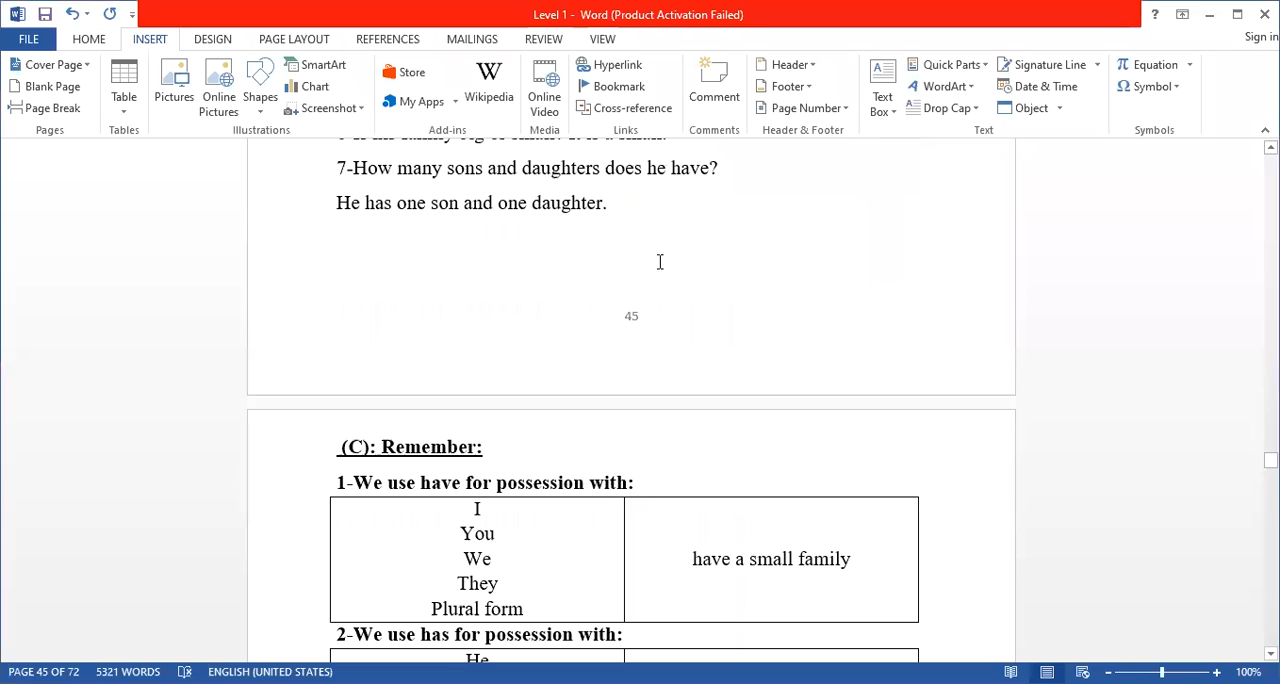 Level 1 - Word (Product Activation Failed)
FILE HOME INSERT DESIGN PAGE LAYOUT REFERENCES MAILINGS REVIEW VIEW Sign in
Cover Page
Blank Page
Page Break
Pages
Table
Tables
Pictures
Online Pictures
Shapes
SmartArt
Chart
Screenshot
Illustrations
Store
My Apps
W
Wikipedia
Add-ins
Online Video
Media
Hyperlink
Bookmark
Cross-reference
Links
Comment
Comments
Header
Footer
Page Number
Header & Footer
Text Box
Quick Parts
WordArt
Drop Cap
Signature Line
Date & Time
Object
Text
Equation
Symbol
Symbols
7-How many sons and daughters does he have?
He has one son and one daughter.
45
(C): Remember:
1-We use have for possession with:
I
You
We
They
Plural form
have a small family
2-We use has for possession with:
He
PAGE 45 OF 72 5321 WORDS ENGLISH (UNITED STATES) 100%